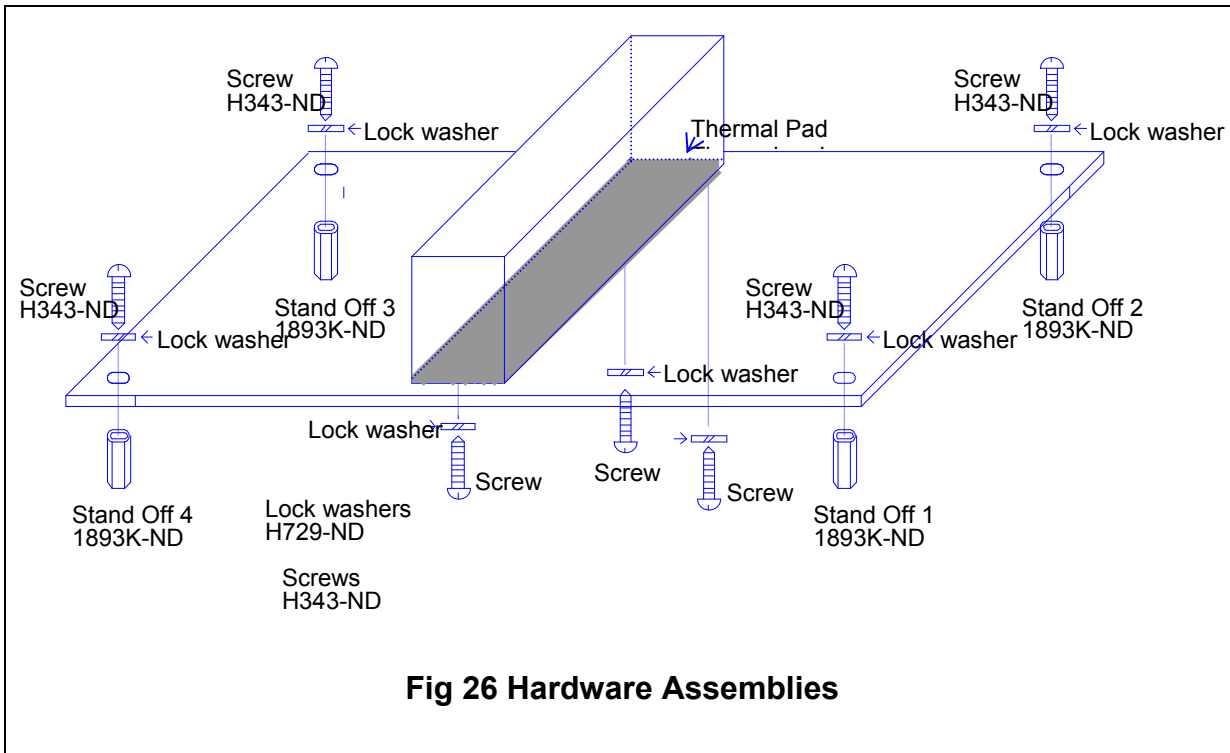 Screw
H343-ND
Lock washer
Screw
H343-ND
Lock washer
Thermal Pad
Screw
H343-ND
Lock washer
Stand Off 3
1893K-ND
Screw
H343-ND
Lock washer
Stand Off 2
1893K-ND
Lock washer
Lock washer
Screw
Screw
Screw
Stand Off 4
1893K-ND
Lock washers
H729-ND
Stand Off 1
1893K-ND
Screws
H343-ND
Fig 26 Hardware Assemblies